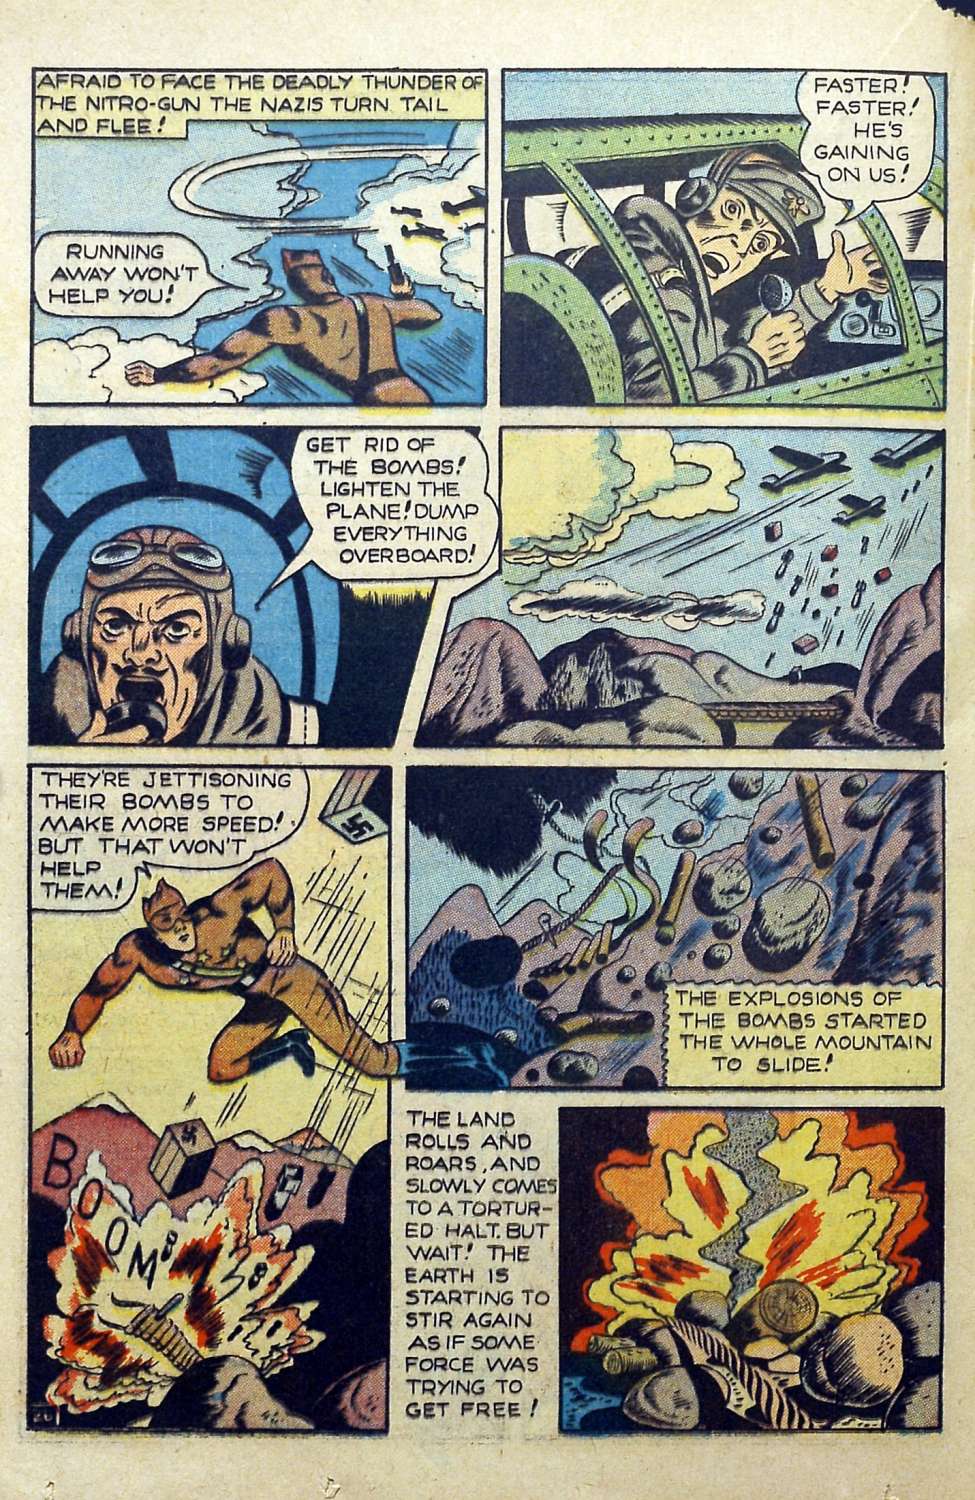 AFRAID TO FACE THE DEADLY THUNDER OF
THE NITRO-GUN THE NAZIS TURN TAIL
AND FLEE!
RUNNING
AWAY WON'T
HELP YOU!
FASTER!
FASTER!
HE'S
GAINING
ON US!
GET RID OF
THE BOMBS!
LIGHTEN THE
PLANE! DUMP
EVERYTHING
OVERBOARD!
THEY'RE JETTISONING
THEIR BOMBS TO
MAKE MORE SPEED!
BUT THAT WON'T
HELP
THEM!
BOOM
THE EXPLOSIONS OF
THE BOMBS STARTED
THE WHOLE MOUNTAIN
TO SLIDE!
THE LAND
ROLLS AND
ROARS, AND
SLOWLY COMES
TO A TORTUR-
ED HALT. BUT
WAIT! THE
EARTH IS
STARTING TO
STIR AGAIN
AS IF SOME
FORCE WAS
TRYING TO
GET FREE!